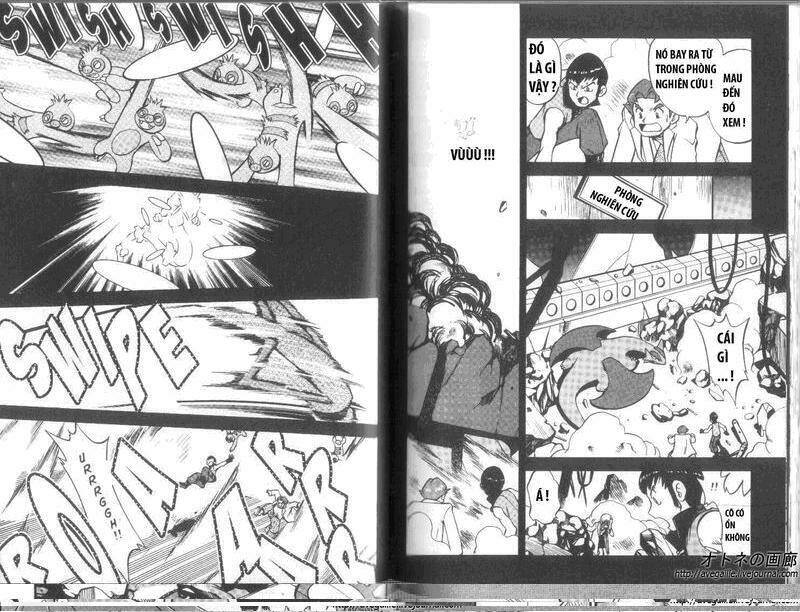 SWISH
SWISH
SWIPE
URRRGGH!!
ROAAARRRR
ĐÓ
LÀ GÌ
VẬY ?
NÓ BAY RA TỪ
TRONG PHÒNG
NGHIÊN CỨU !
MAU
ĐẾN
ĐÓ
XEM !
VÙÙÙ !!!
PHÒNG
NGHIÊN CỨU
CÁI
GÌ
... !
Á !
!!
CÔ CÓ
ỔN
KHÔNG
オトネの画廊
http://avegallie.livejournal.com/